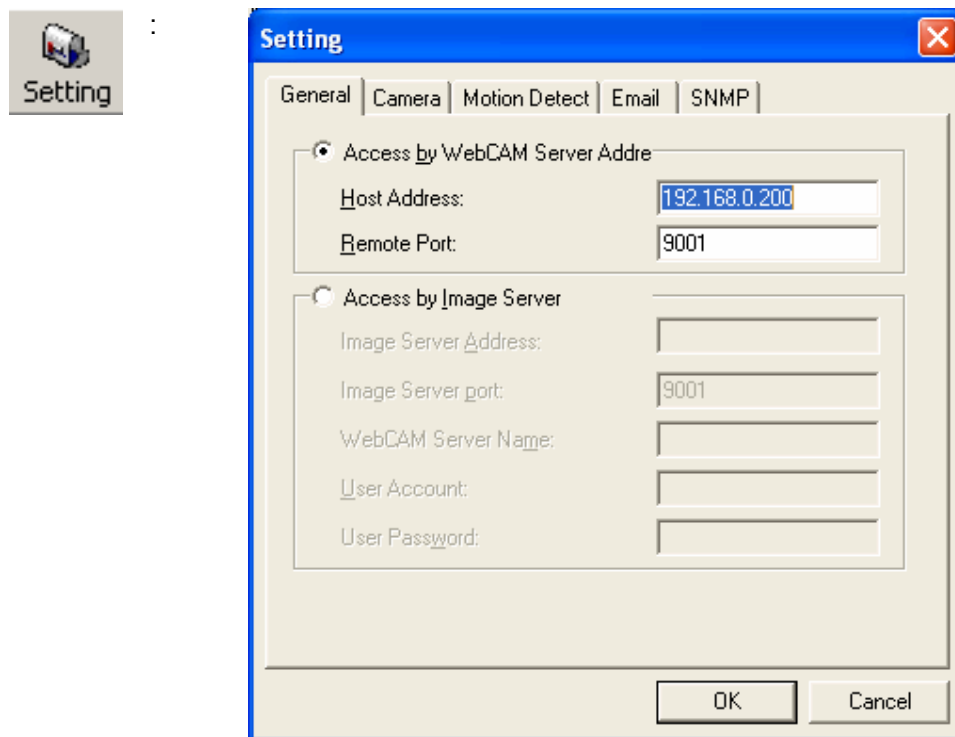 Setting
:
Setting
General Camera Motion Detect Email SNMP
Access by WebCAM Server Addre
Host Address: 192.168.0.200
Remote Port: 9001
Access by Image Server
Image Server Address:
Image Server port: 9001
WebCAM Server Name:
User Account:
User Password:
OK Cancel